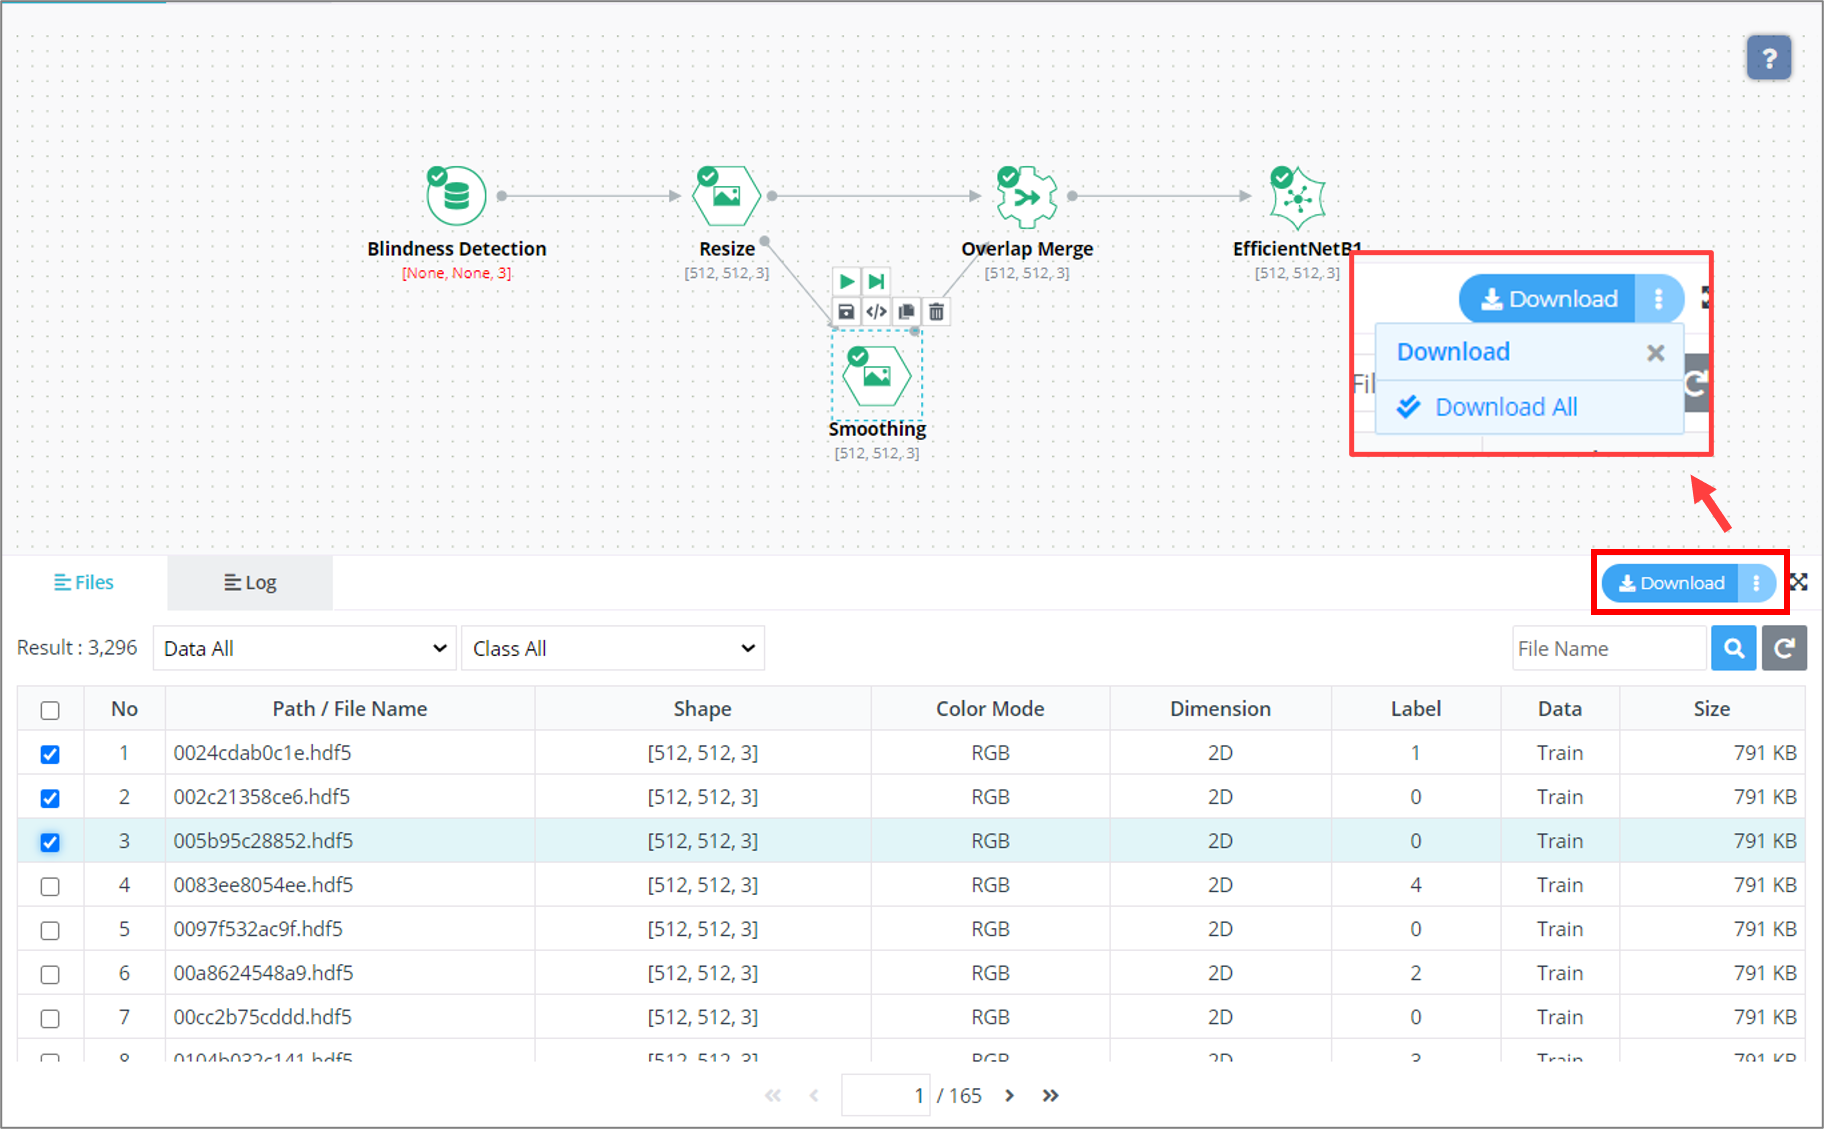 ?
Blindness Detection
[None, None, 3]
Resize
[512, 512, 3]
Overlap Merge
[512, 512, 3]
EfficientNetB1
[512, 512, 3]
Smoothing
[512, 512, 3]
Download
Download
Fil
Download All
Files
Log
Download
Result : 3,296
Data All
Class All
File Name
No Path / File Name Shape Color Mode Dimension Label Data Size
1 0024cdab0c1e.hdf5 [512, 512, 3] RGB 2D 1 Train 791 KB
2 002c21358ce6.hdf5 [512, 512, 3] RGB 2D 0 Train 791 KB
3 005b95c28852.hdf5 [512, 512, 3] RGB 2D 0 Train 791 KB
4 0083ee8054ee.hdf5 [512, 512, 3] RGB 2D 4 Train 791 KB
5 0097f532ac9f.hdf5 [512, 512, 3] RGB 2D 0 Train 791 KB
6 00a8624548a9.hdf5 [512, 512, 3] RGB 2D 2 Train 791 KB
7 00cc2b75cddd.hdf5 [512, 512, 3] RGB 2D 0 Train 791 KB
8 0104b032c141.hdf5 [512, 512, 3] RGB 2D 3 Train 791 KB
1 / 165